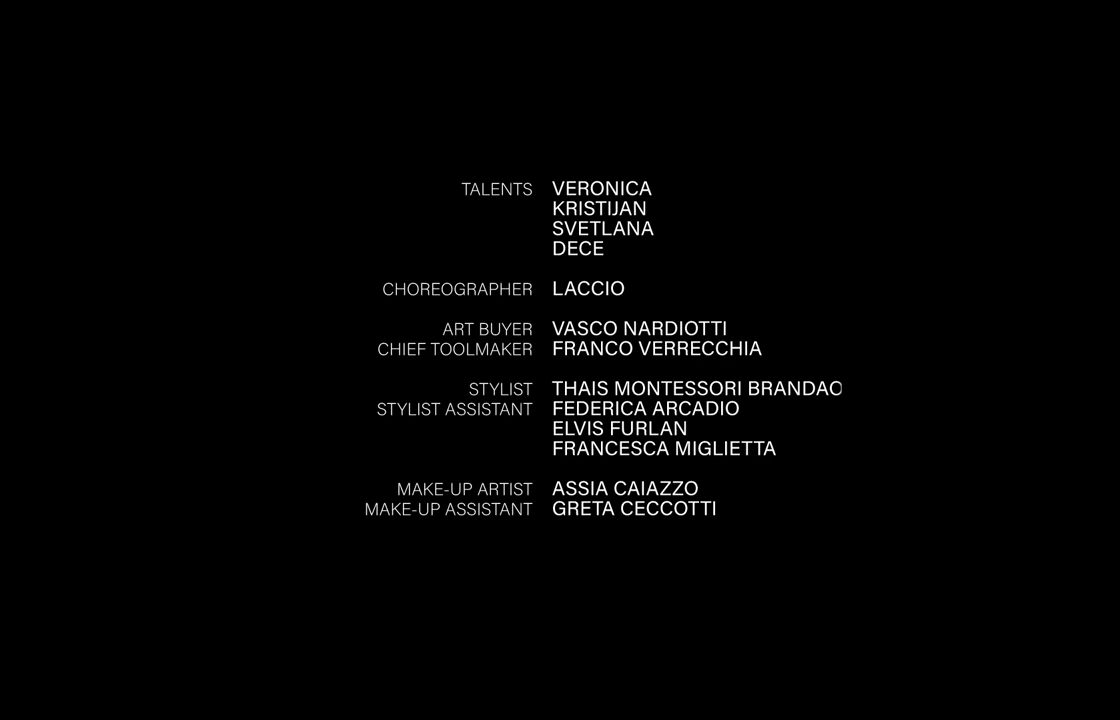 TALENTS VERONICA
KRISTIJAN
SVETLANA
DECE
CHOREOGRAPHER LACCIO
ART BUYER VASCO NARDIOTTI
CHIEF TOOLMAKER FRANCO VERRECCHIA
STYLIST THAIS MONTESSORI BRANDAO
STYLIST ASSISTANT FEDERICA ARCADIO
ELVIS FURLAN
FRANCESCA MIGLIETTA
MAKE-UP ARTIST ASSIA CAIAZZO
MAKE-UP ASSISTANT GRETA CECCOTTI